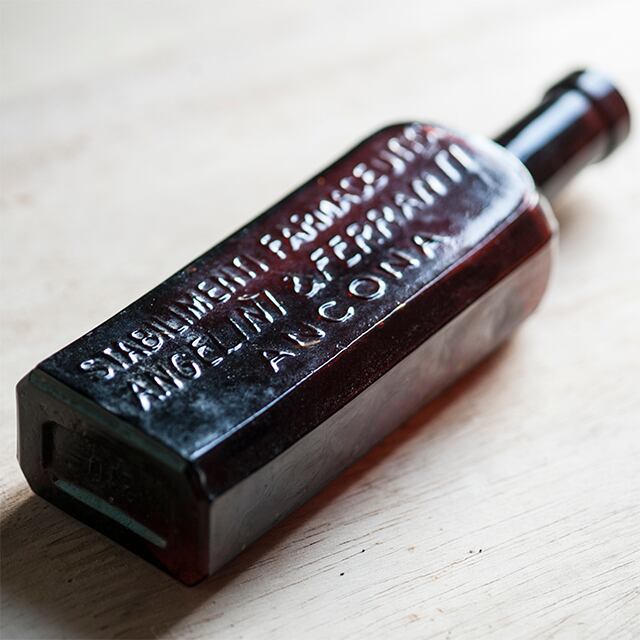 STABILIMENTI FARMACEUTICI
ANGELINI & FERRANTI
ANCONA